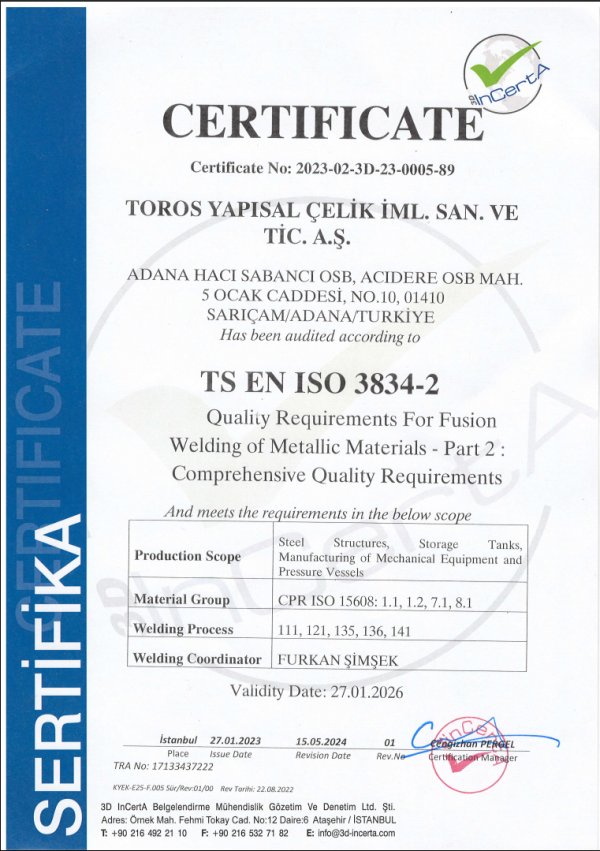 3D InCertA
CERTIFICATE
Certificate No: 2023-02-3D-23-0005-89
TOROS YAPISAL ÇELİK İML. SAN. VE
TİC. A.Ş.
ADANA HACI SABANCI OSB, ACIDERE OSB MAH.
5 OCAK CADDESİ, NO.10, 01410
SARIÇAM/ADANA/TURKİYE
Has been audited according to
TS EN ISO 3834-2
Quality Requirements For Fusion
Welding of Metallic Materials - Part 2 :
Comprehensive Quality Requirements
And meets the requirements in the below scope
Production Scope
Steel Structures, Storage Tanks,
Manufacturing of Mechanical Equipment and
Pressure Vessels
Material Group CPR ISO 15608: 1.1, 1.2, 7.1, 8.1
Welding Process 111, 121, 135, 136, 141
Welding Coordinator FURKAN ŞİMŞEK
Validity Date: 27.01.2026
İstanbul 27.01.2023 15.05.2024 01 Cengizhan PERGEL
Place Issue Date Revision Date Rev.No Certification Manager
TRA No: 17133437222
KYEK-E25-F.005 Sür/Rev:01/00 Rev Tarihi: 22.08.2022
3D InCertA Belgelendirme Mühendislik Gözetim Ve Denetim Ltd. Şti.
Adres: Örnek Mah. Fehmi Tokay Cad. No:12 Daire:6 Ataşehir / İSTANBUL
T: +90 216 492 21 10 F: +90 216 532 71 82 E: info@3d-incerta.com
SERTİFİKA
CERTIFICATE
3D InCertA
InCertA